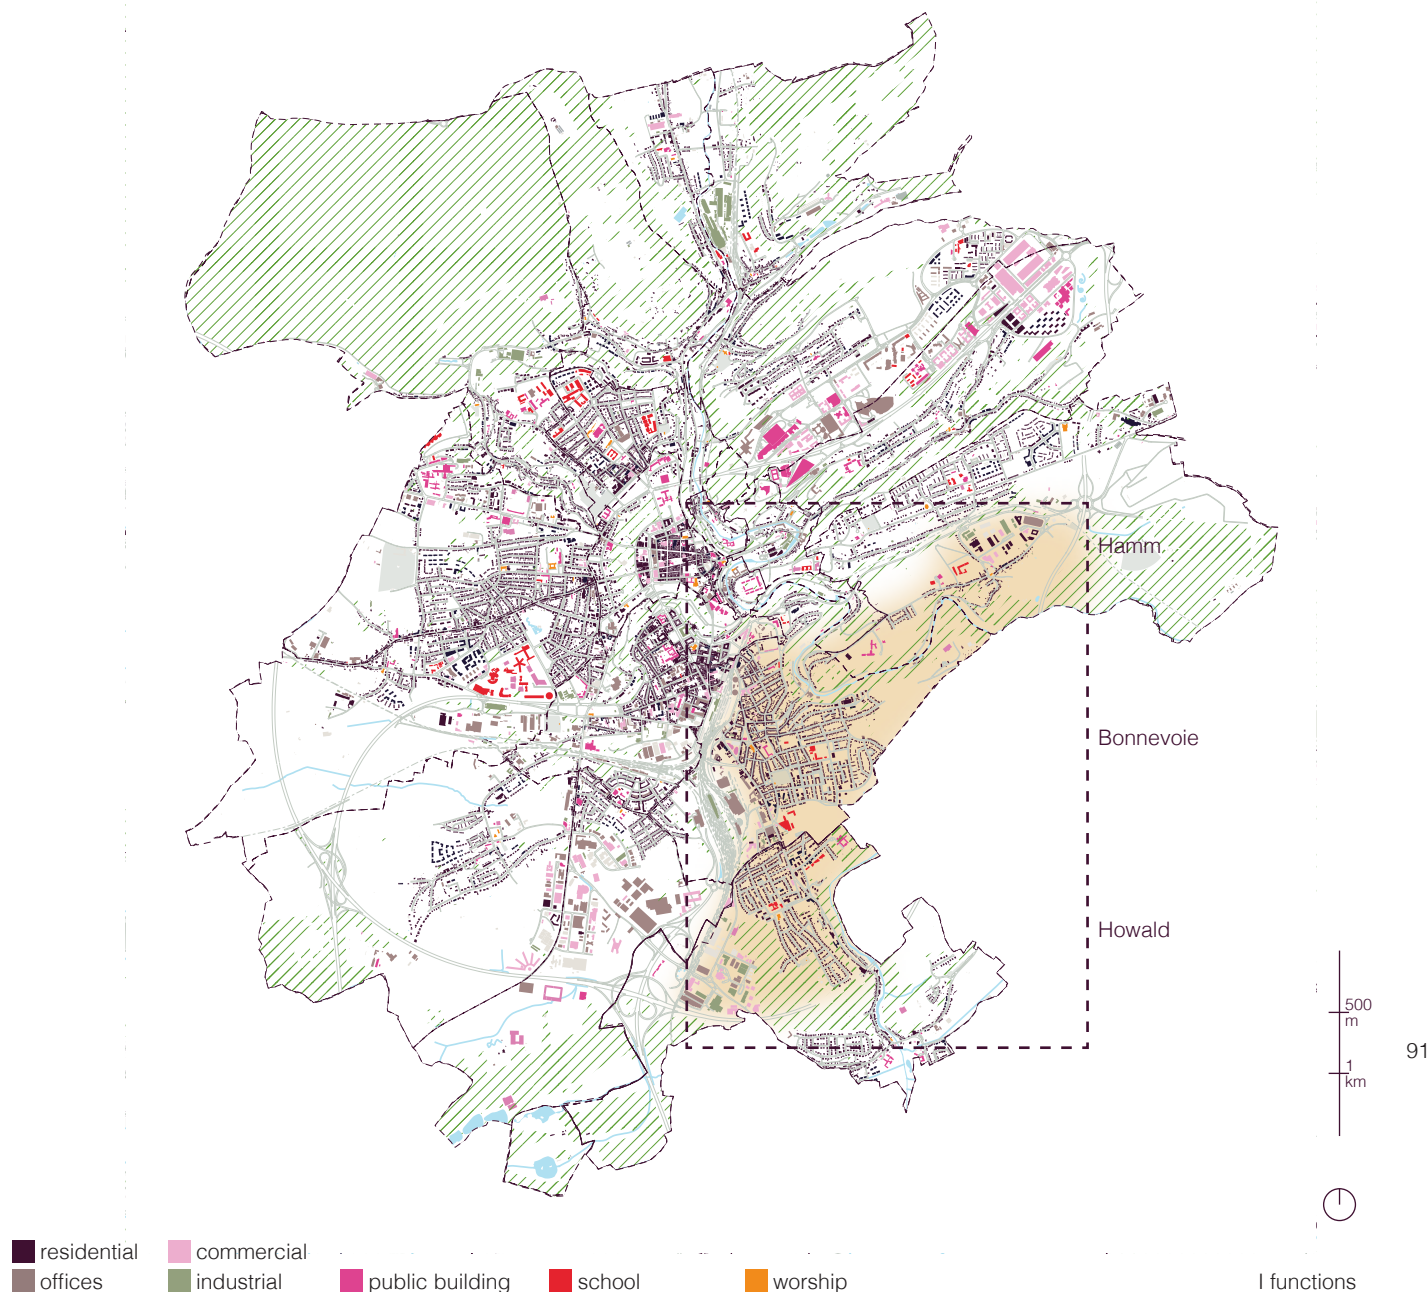 Hamm
Bonnevoie
Howald
500
m
1
km
91
residential
commercial
offices
industrial
public building
school
worship
I functions